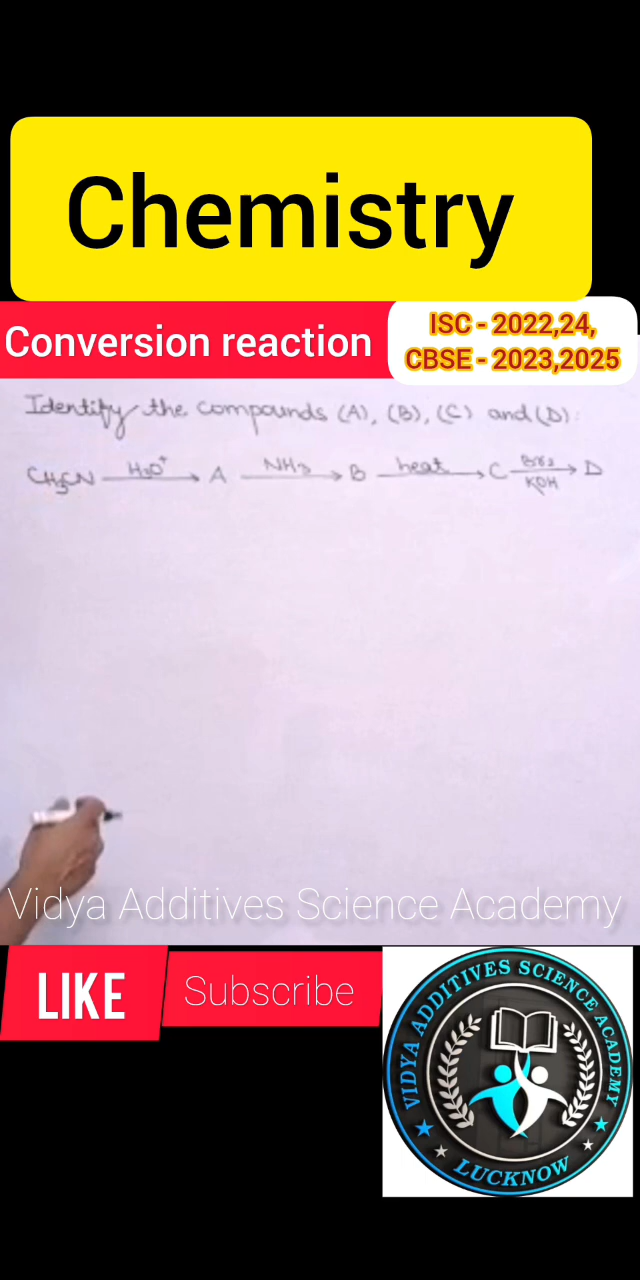 Chemistry
Conversion reaction
ISC - 2022,24,
CBSE - 2023,2025
Identify the compounds (A), (B), (C) and (D):
CH₃CN —H₃O⁺→ A —NH₃→ B —heat→ C —Br₂/KOH→ D
Vidya Additives Science Academy
LIKE
Subscribe
VIDYA ADDITIVES SCIENCE ACADEMY
LUCKNOW